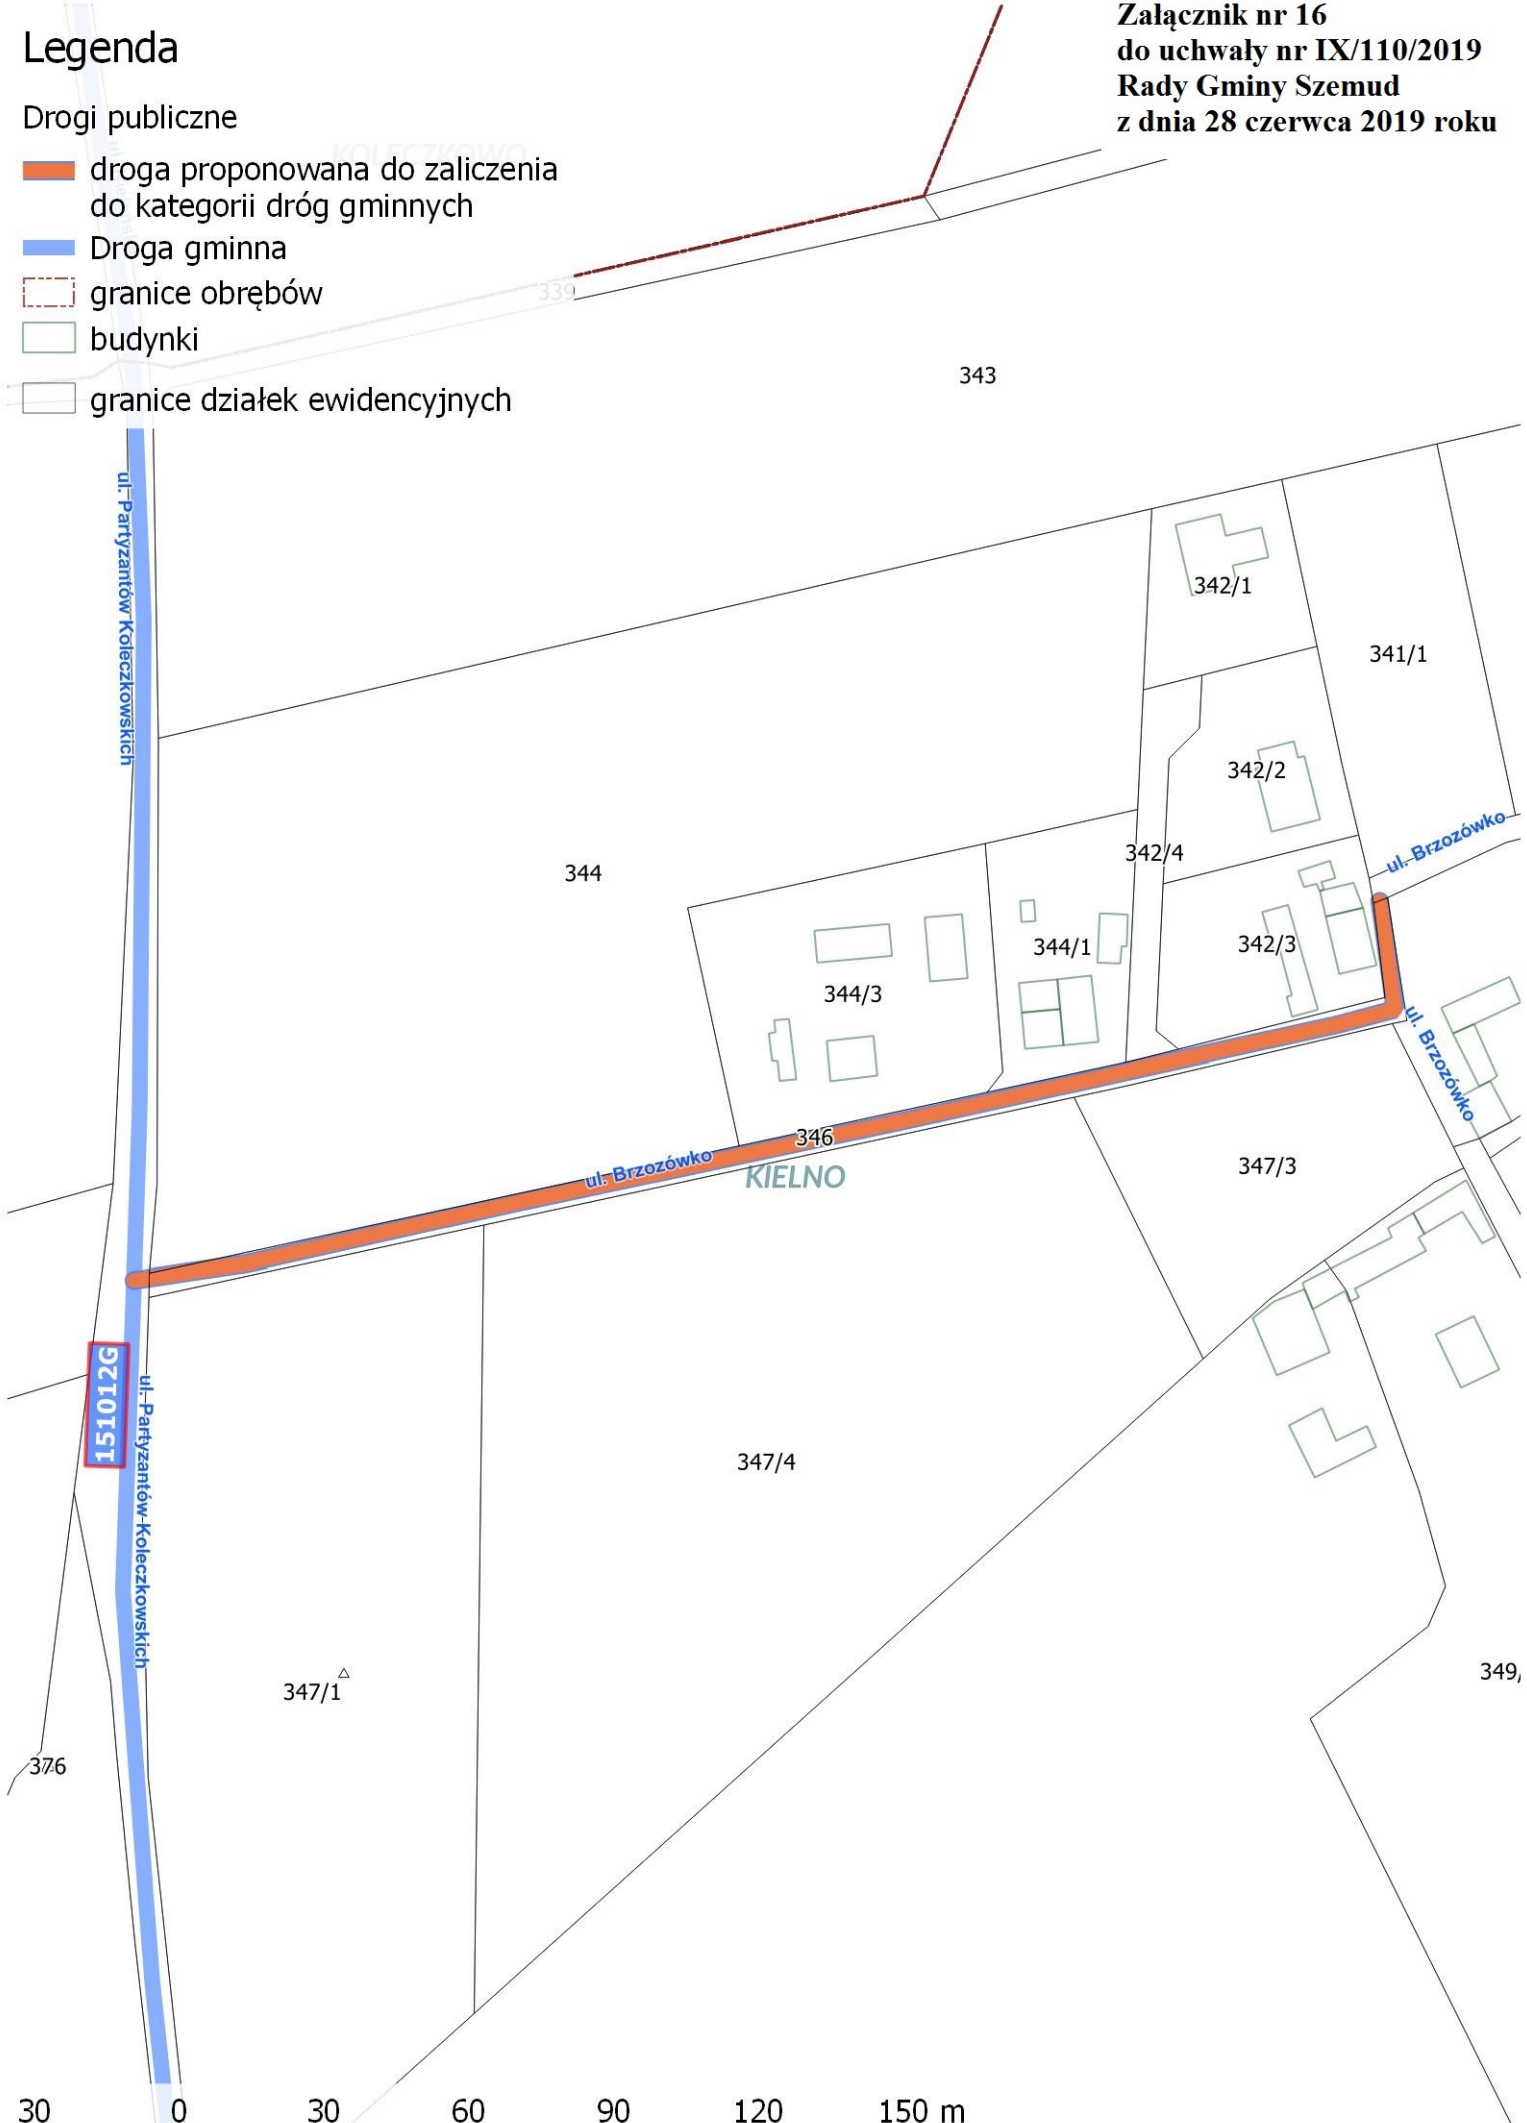 Załącznik nr 16
do uchwały nr IX/110/2019
Rady Gminy Szemud
z dnia 28 czerwca 2019 roku
Legenda
Drogi publiczne
droga proponowana do zaliczenia
do kategorii dróg gminnych
Droga gminna
granice obrębów
budynki
granice działek ewidencyjnych
KOLECZKOWO
339
343
ul. Partyzantów Koleczkowskich
342/1
341/1
342/2
ul. Brzozówko
342/4
344
342/3
344/1
344/3
ul. Brzozówko
346
ul. Brzozówko
KIELNO
347/3
151012G
ul. Partyzantów Koleczkowskich
347/4
347/1
349/
376
30 0 30 60 90 120 150 m